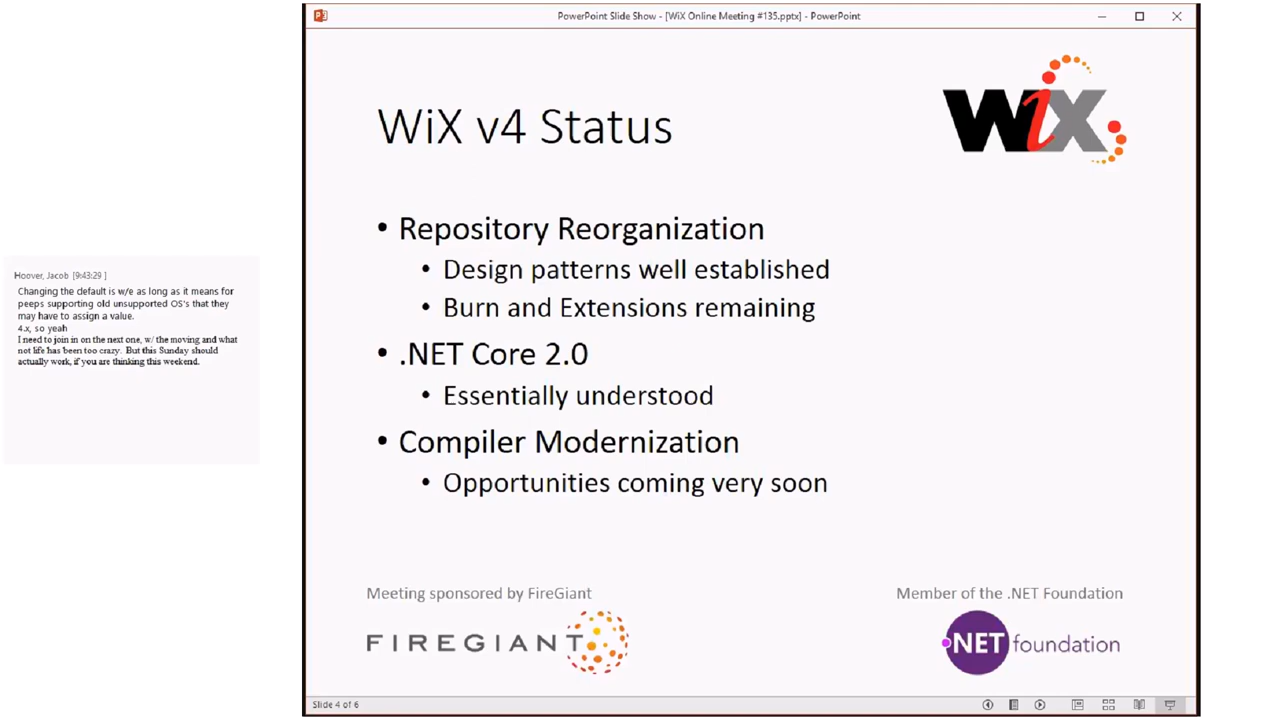 PowerPoint Slide Show - [WiX Online Meeting #135.pptx] - PowerPoint
WiX v4 Status
WiX
• Repository Reorganization
• Design patterns well established
• Burn and Extensions remaining
• .NET Core 2.0
• Essentially understood
• Compiler Modernization
• Opportunities coming very soon
Meeting sponsored by FireGiant
FIREGIANT
Member of the .NET Foundation
.NET foundation
Slide 4 of 6
Hoover, Jacob [9:43:29 ]
Changing the default is w/e as long as it means for
peeps supporting old unsupported OS's that they
may have to assign a value.
4.x, so yeah
I need to join in on the next one, w/ the moving and what
not life has been too crazy. But this Sunday should
actually work, if you are thinking this weekend.